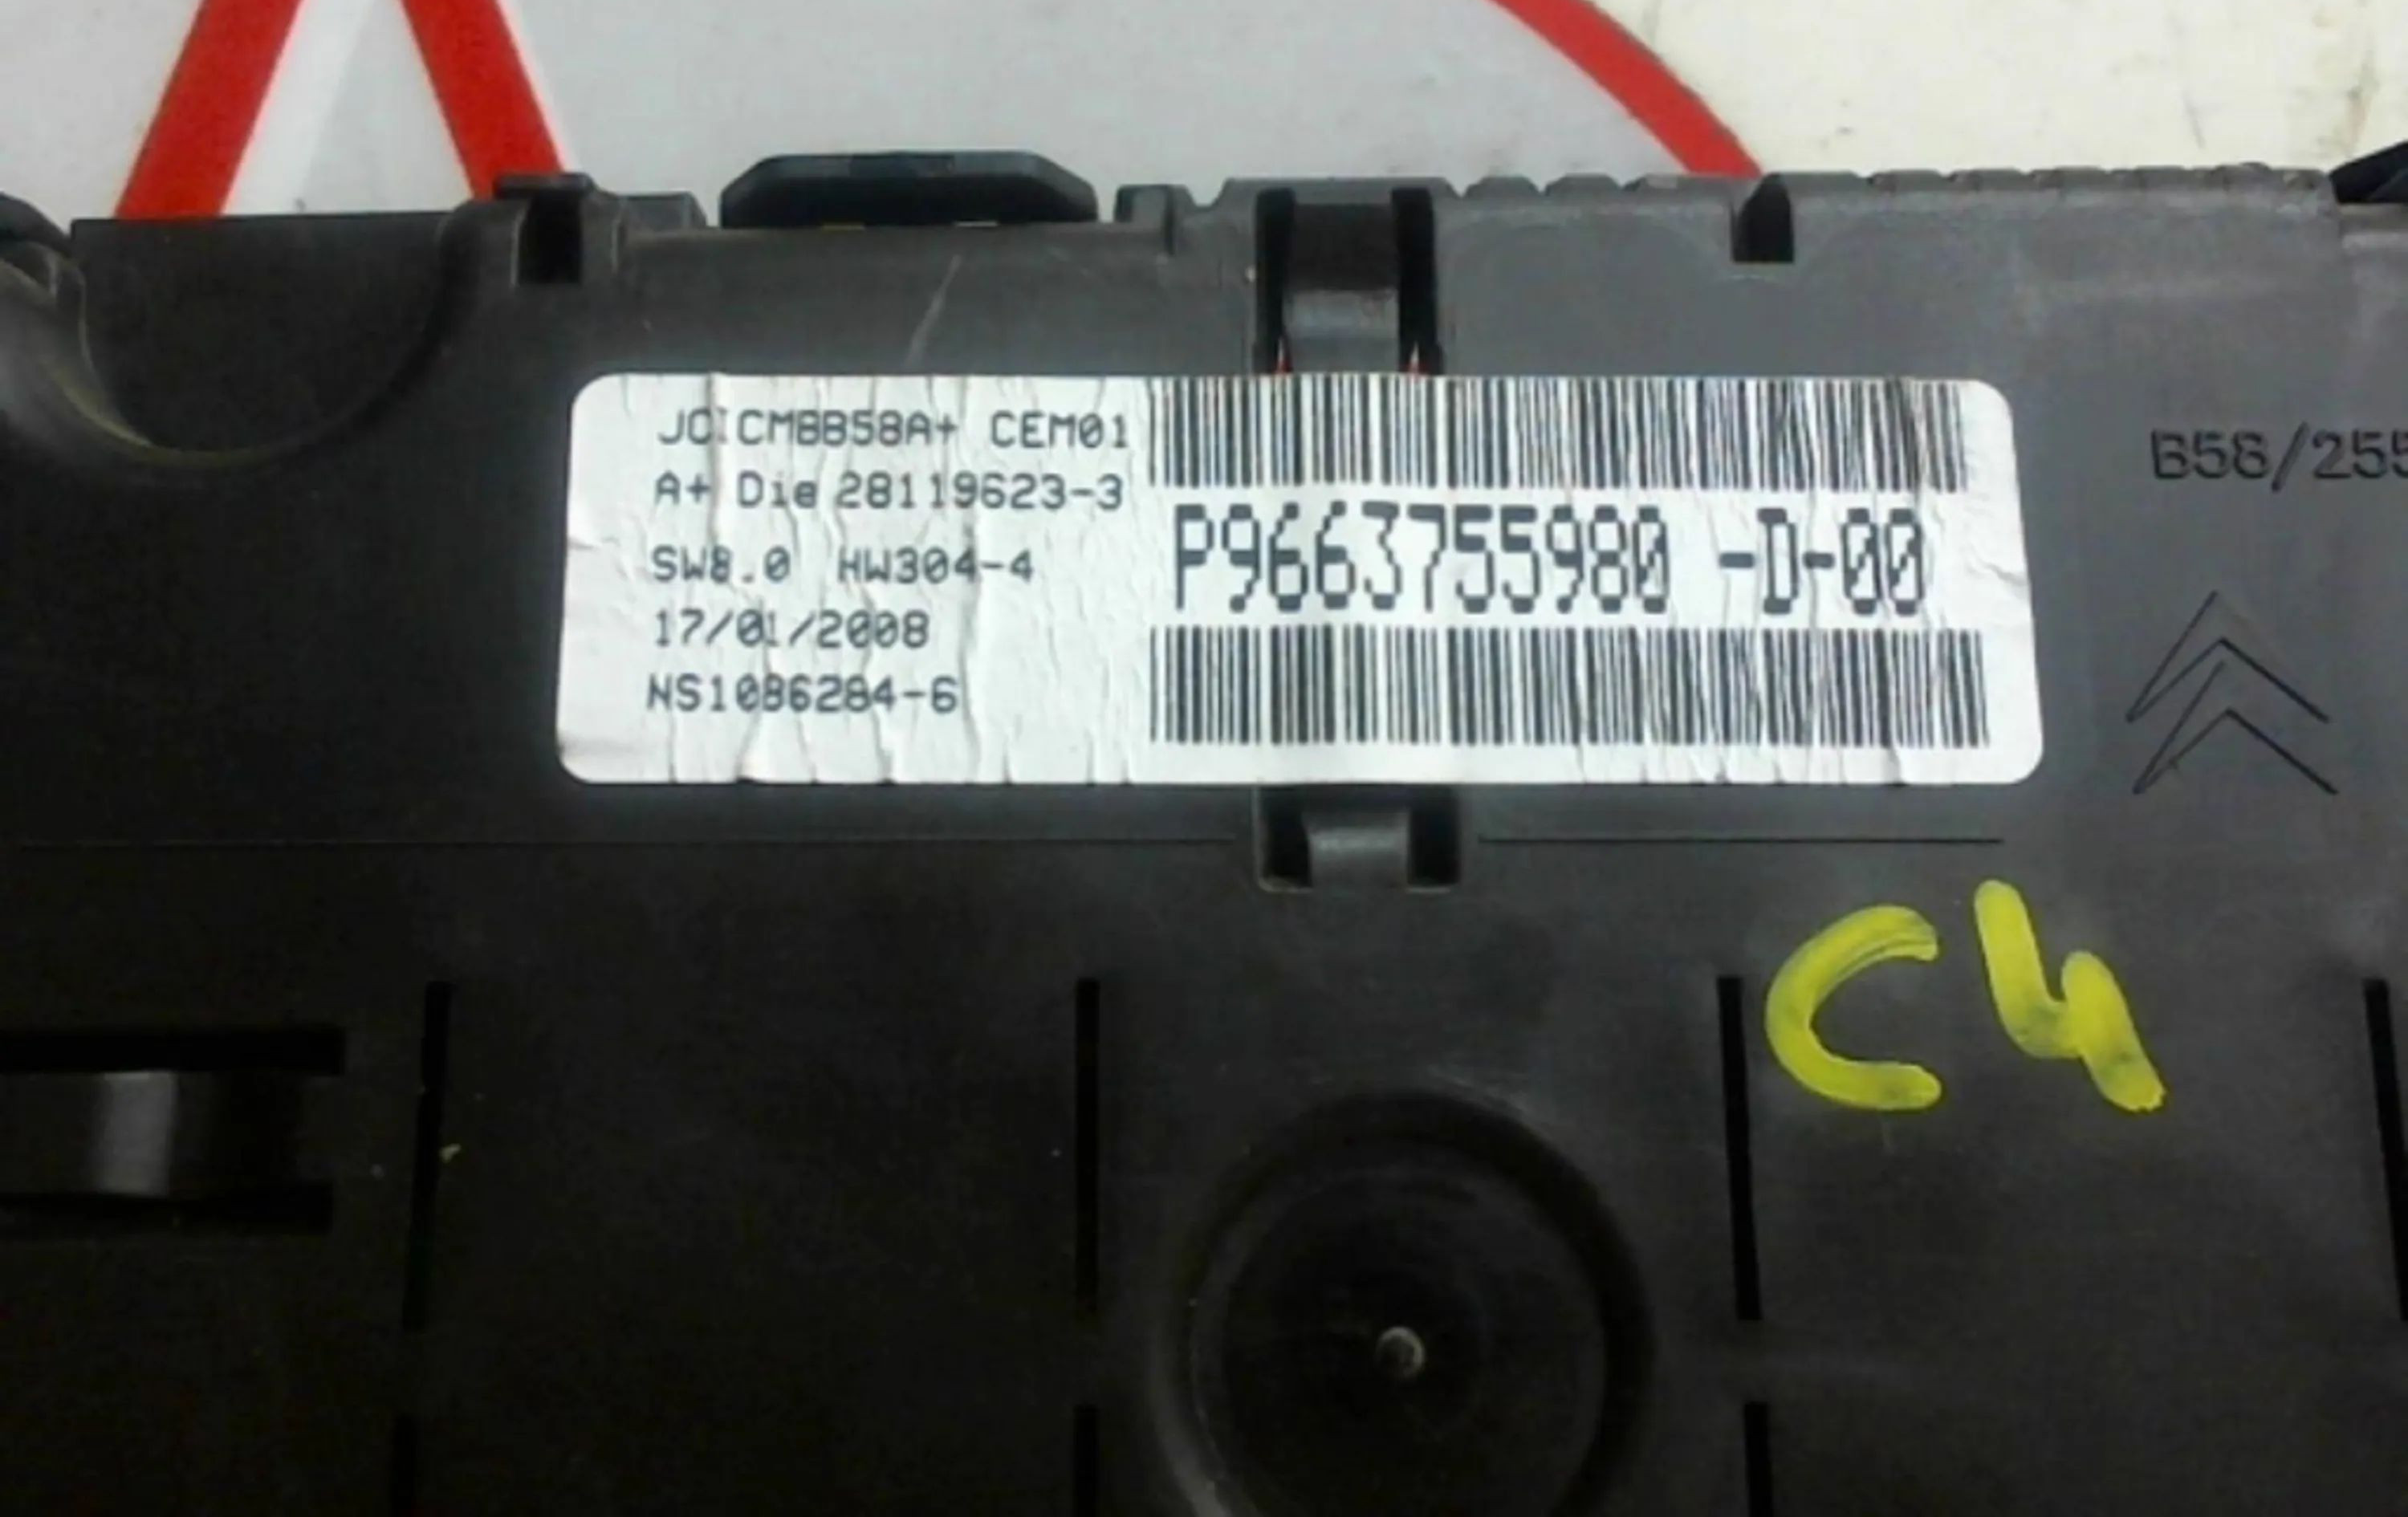 JCICMBB58A+ CEM01
A+ Die 28119623-3
SW8.0 HW304-4
17/01/2008
NS1086284-6
P9663755980 -D-00
B58/255
C4